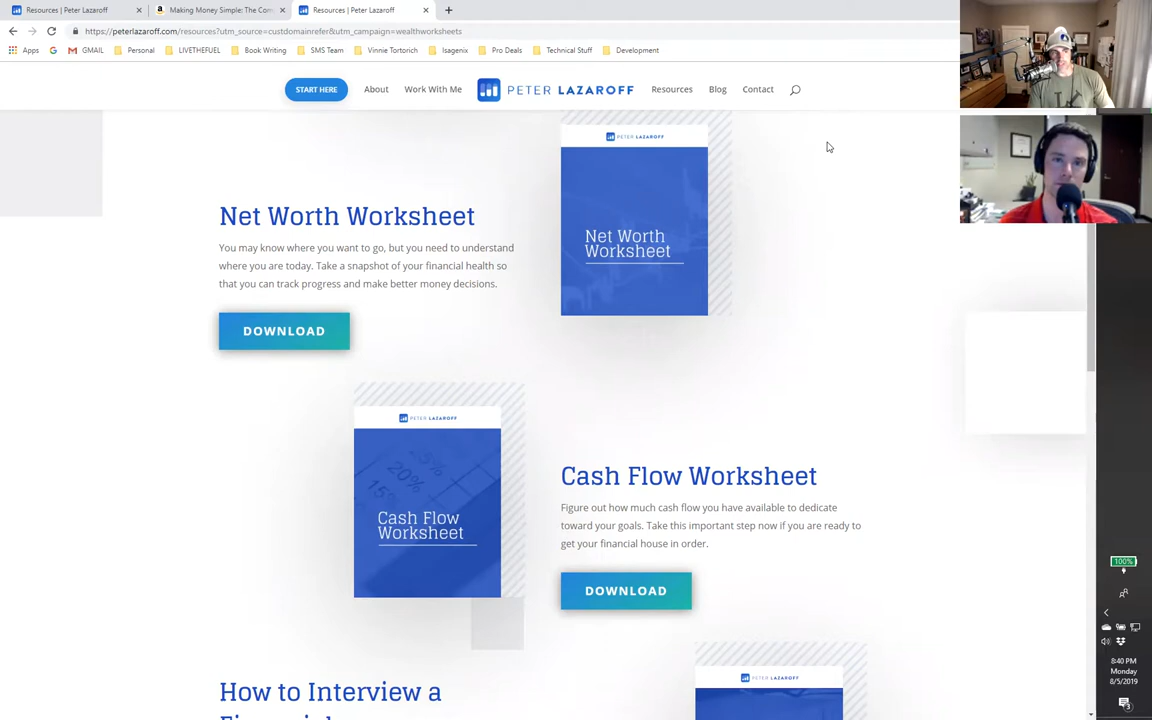 Resources | Peter Lazaroff
Making Money Simple: The Com
Resources | Peter Lazaroff
https://peterlazaroff.com/resources?utm_source=custdomainrefer&utm_campaign=wealthworksheets
Apps
GMAIL
Personal
LIVETHEFUEL
Book Writing
SMS Team
Vinnie Tortorich
Isagenix
Pro Deals
Technical Stuff
Development
START HERE
About
Work With Me
PETER LAZAROFF
Resources
Blog
Contact
PETER LAZAROFF
Net Worth
Worksheet
Net Worth Worksheet
You may know where you want to go, but you need to understand
where you are today. Take a snapshot of your financial health so
that you can track progress and make better money decisions.
DOWNLOAD
PETER LAZAROFF
20%
15%
Cash Flow
Worksheet
Cash Flow Worksheet
Figure out how much cash flow you have available to dedicate
toward your goals. Take this important step now if you are ready to
get your financial house in order.
DOWNLOAD
How to Interview a
PETER LAZAROFF
100%
8:40 PM
Monday
8/5/2019
3